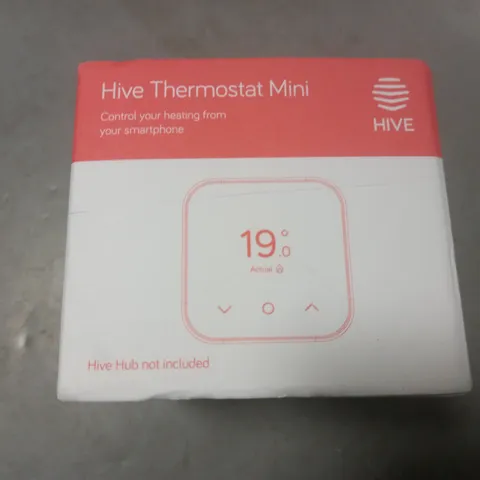 Hive Thermostat Mini
Control your heating from
your smartphone
HIVE
19.0°
Actual
Hive Hub not included